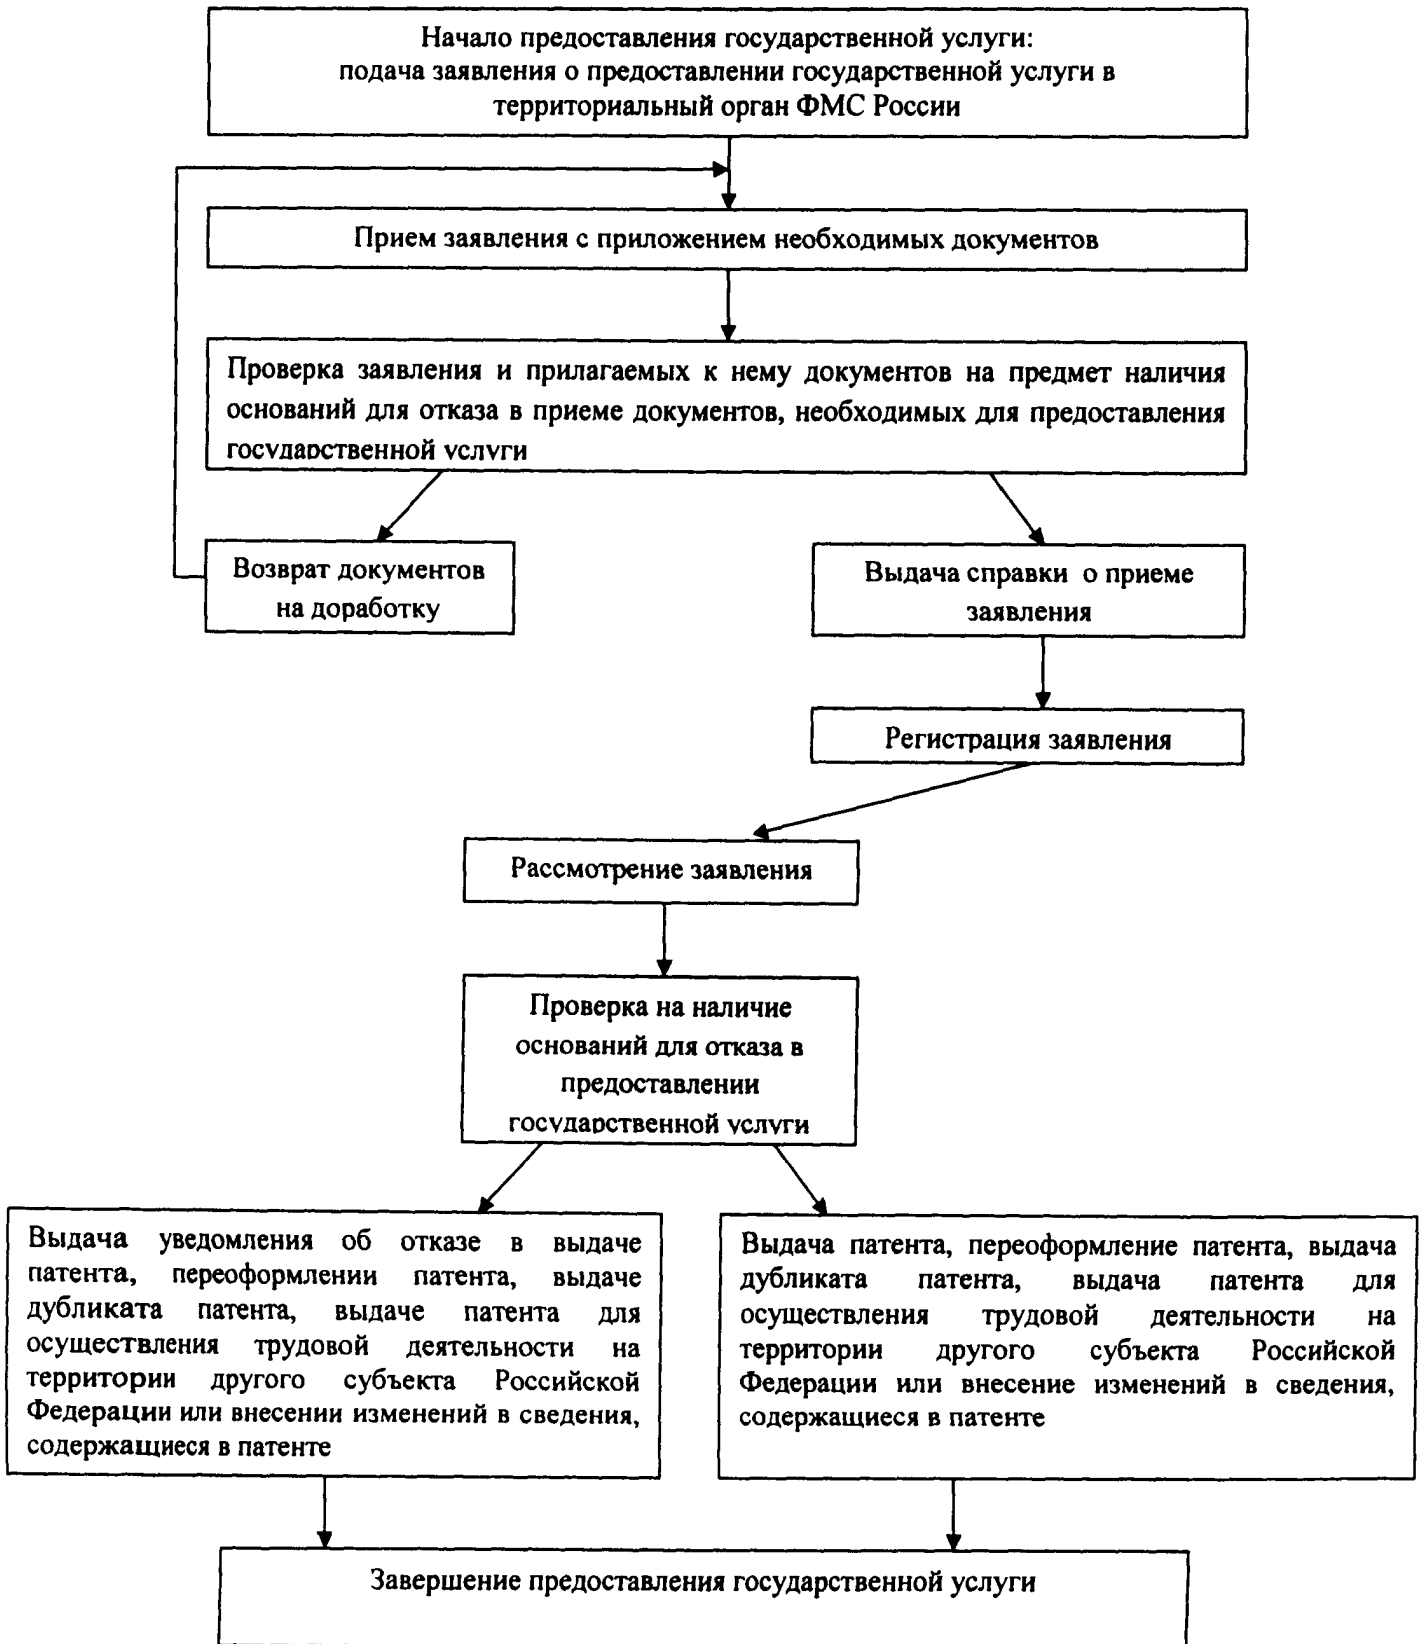 Начало предоставления государственной услуги:
подача заявления о предоставлении государственной услуги в
территориальный орган ФМС России
Прием заявления с приложением необходимых документов
Проверка заявления и прилагаемых к нему документов на предмет наличия
оснований для отказа в приеме документов, необходимых для предоставления
государственной услуги
Возврат документов
на доработку
Выдача справки о приеме
заявления
Регистрация заявления
Рассмотрение заявления
Проверка на наличие
оснований для отказа в
предоставлении
государственной услуги
Выдача уведомления об отказе в выдаче
патента, переоформлении патента, выдаче
дубликата патента, выдаче патента для
осуществления трудовой деятельности на
территории другого субъекта Российской
Федерации или внесении изменений в сведения,
содержащиеся в патенте
Выдача патента, переоформление патента, выдача
дубликата патента, выдача патента для
осуществления трудовой деятельности на
территории другого субъекта Российской
Федерации или внесение изменений в сведения,
содержащиеся в патенте
Завершение предоставления государственной услуги